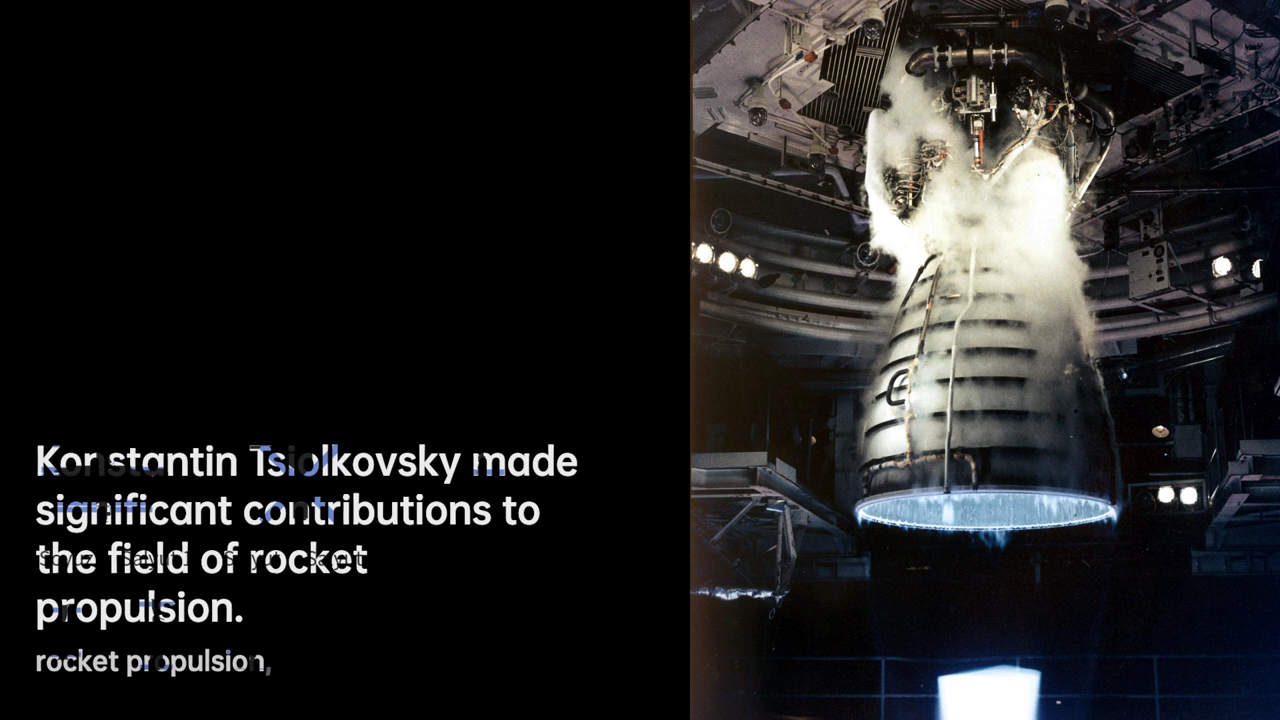 Konstantin Tsiolkovsky made
significant contributions to
the field of rocket
propulsion.
rocket propulsion,